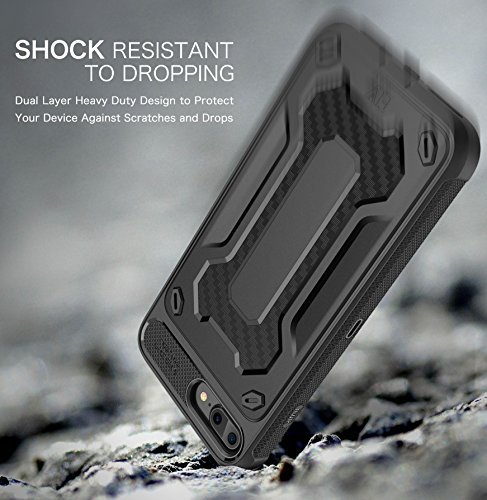 SHOCK RESISTANT
TO DROPPING
Dual Layer Heavy Duty Design to Protect
Your Device Against Scratches and Drops